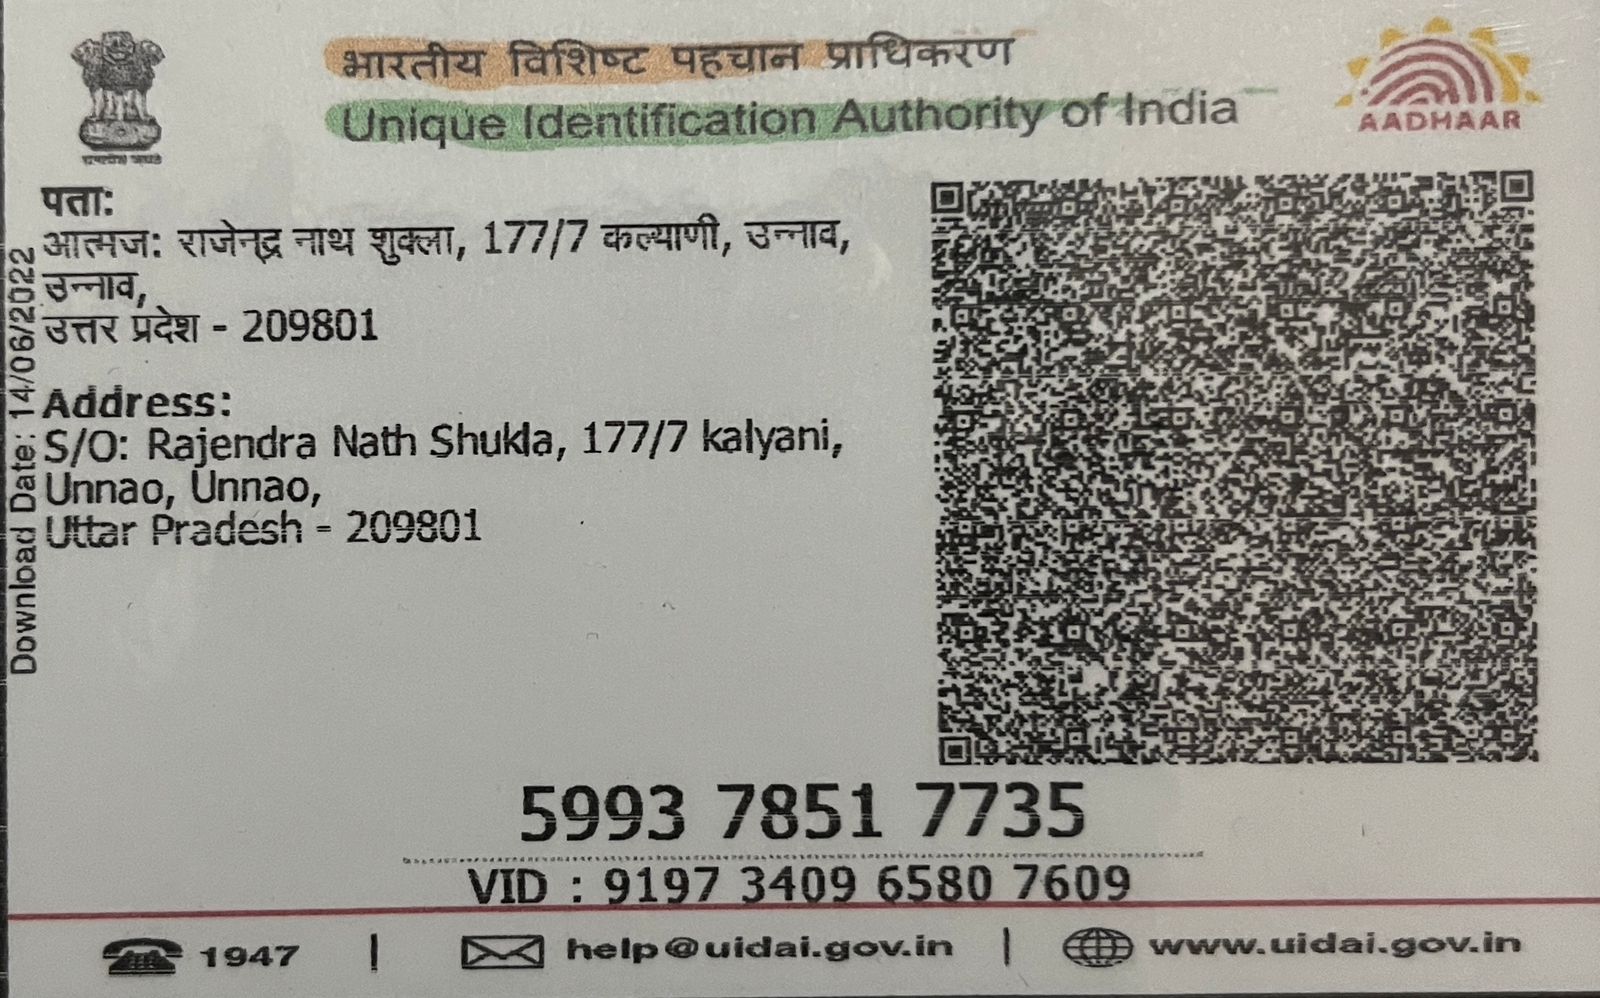 भारतीय विशिष्ट पहचान प्राधिकरण
Unique Identification Authority of India
AADHAAR
पता:
आत्मज: राजेनद्र नाथ शुक्ला, 177/7 कल्याणी, उन्नाव,
उन्नाव,
उत्तर प्रदेश - 209801
Address:
S/O: Rajendra Nath Shukla, 177/7 kalyani,
Unnao, Unnao,
Uttar Pradesh - 209801
Download Date: 14/06/2022
5993 7851 7735
VID : 9197 3409 6580 7609
1947 | help@uidai.gov.in | www.uidai.gov.in